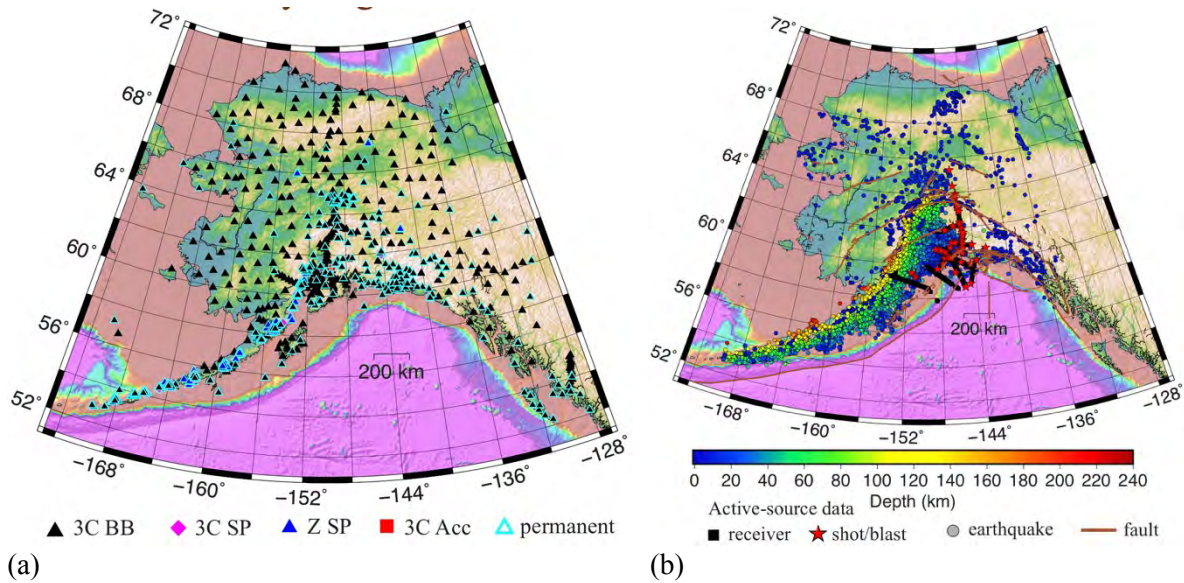 72°
68°
64°
60°
56°
52°
−168°
−160°
−152°
−144°
−136°
−128°
200 km
3C BB
3C SP
Z SP
3C Acc
permanent
(a)
72°
68°
64°
60°
56°
52°
−168°
−160°
−152°
−144°
−136°
−128°
200 km
0 20 40 60 80 100 120 140 160 180 200 220 240
Depth (km)
Active-source data
receiver
shot/blast
earthquake
fault
(b)